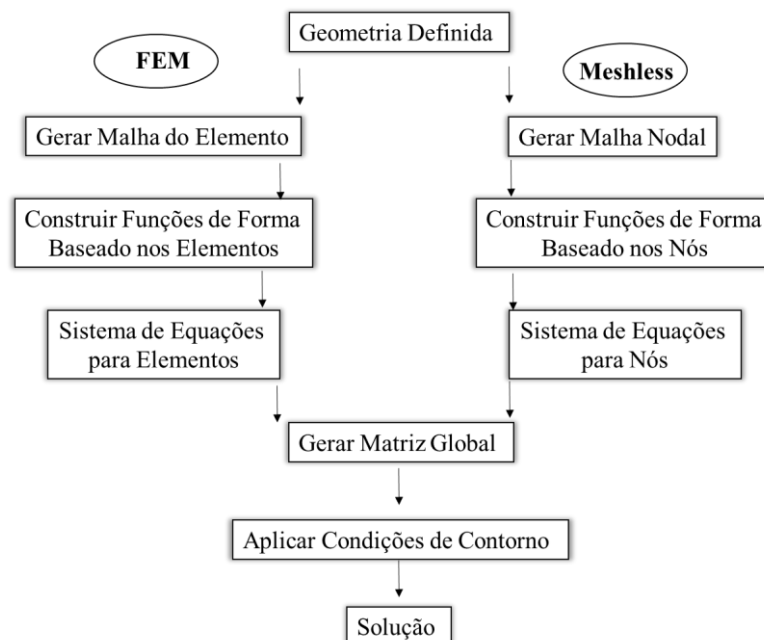 Geometria Definida
FEM
Meshless
Gerar Malha do Elemento
Gerar Malha Nodal
Construir Funções de Forma
Baseado nos Elementos
Construir Funções de Forma
Baseado nos Nós
Sistema de Equações
para Elementos
Sistema de Equações
para Nós
Gerar Matriz Global
Aplicar Condições de Contorno
Solução